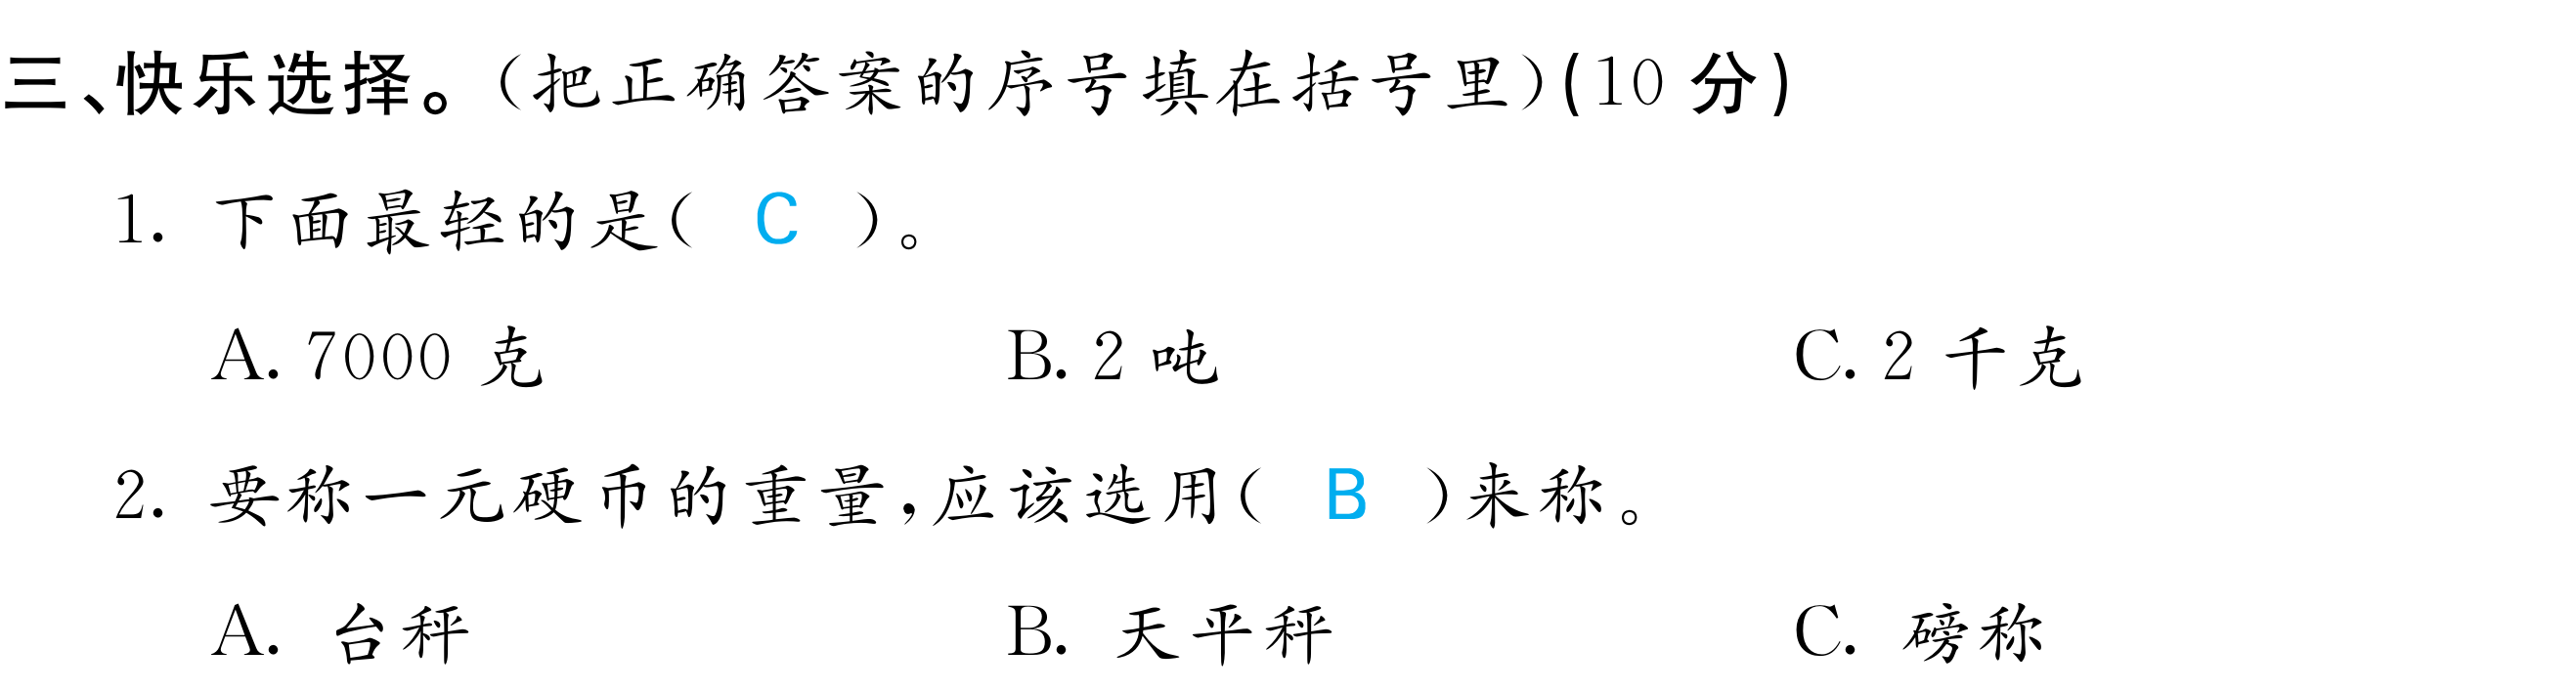 三、快乐选择。(把正确答案的序号填在括号里)(10 分)
1. 下面最轻的是( C )。
A. 7000 克 B. 2 吨 C. 2 千克
2. 要称一元硬币的重量,应该选用( B )来称。
A. 台秤 B. 天平秤 C. 磅称